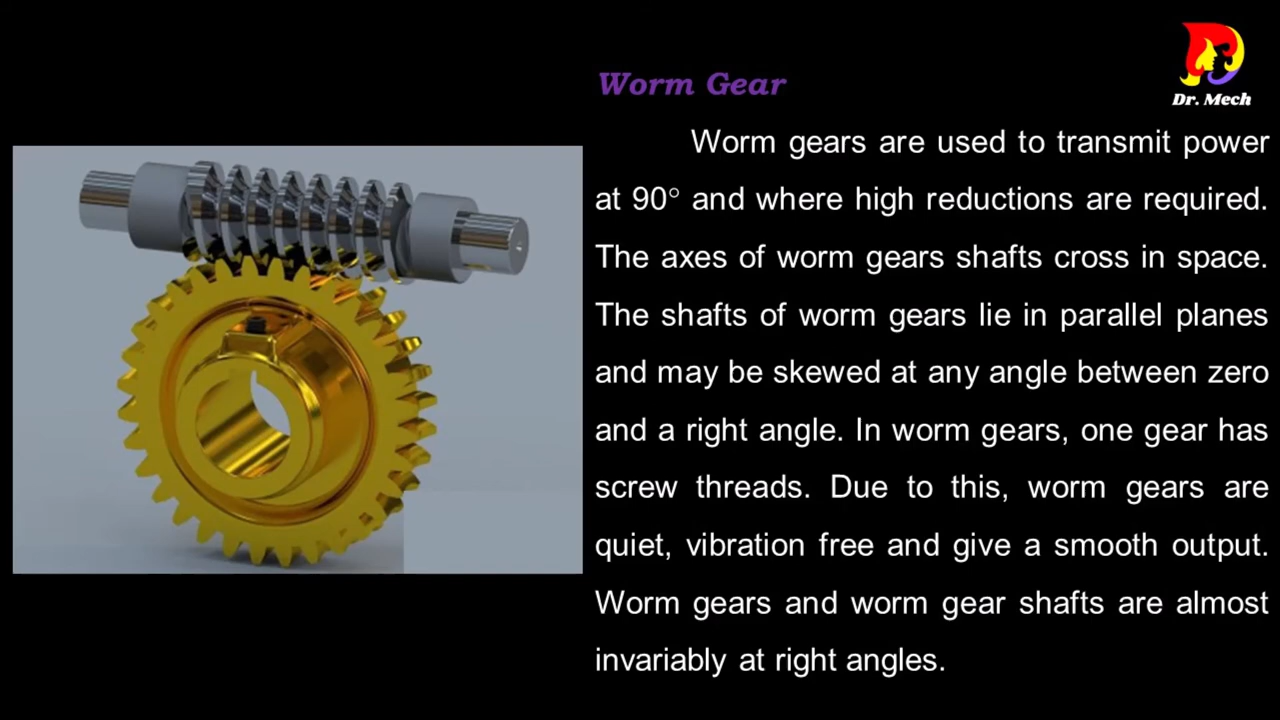 Dr. Mech
Worm Gear
Worm gears are used to transmit power
at 90° and where high reductions are required.
The axes of worm gears shafts cross in space.
The shafts of worm gears lie in parallel planes
and may be skewed at any angle between zero
and a right angle. In worm gears, one gear has
screw threads. Due to this, worm gears are
quiet, vibration free and give a smooth output.
Worm gears and worm gear shafts are almost
invariably at right angles.